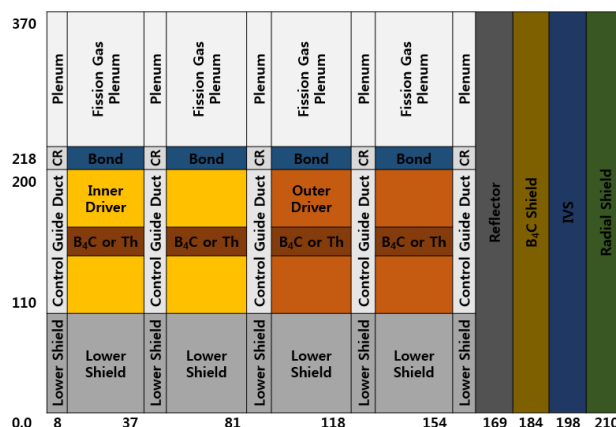 370
Plenum
Fission Gas
Plenum
Plenum
Fission Gas
Plenum
Plenum
Fission Gas
Plenum
Plenum
Fission Gas
Plenum
Plenum
218
CR
Bond
CR
Bond
CR
Bond
CR
Bond
CR
200
Control Guide Duct
Inner
Driver
Control Guide Duct
Control Guide Duct
Outer
Driver
Control Guide Duct
Control Guide Duct
B₄C or Th
B₄C or Th
B₄C or Th
B₄C or Th
Reflector
B₄C Shield
IVS
Radial Shield
110
Lower Shield
Lower
Shield
Lower Shield
Lower
Shield
Lower Shield
Lower
Shield
Lower Shield
Lower
Shield
Lower Shield
0.0 8 37 81 118 154 169 184 198 210